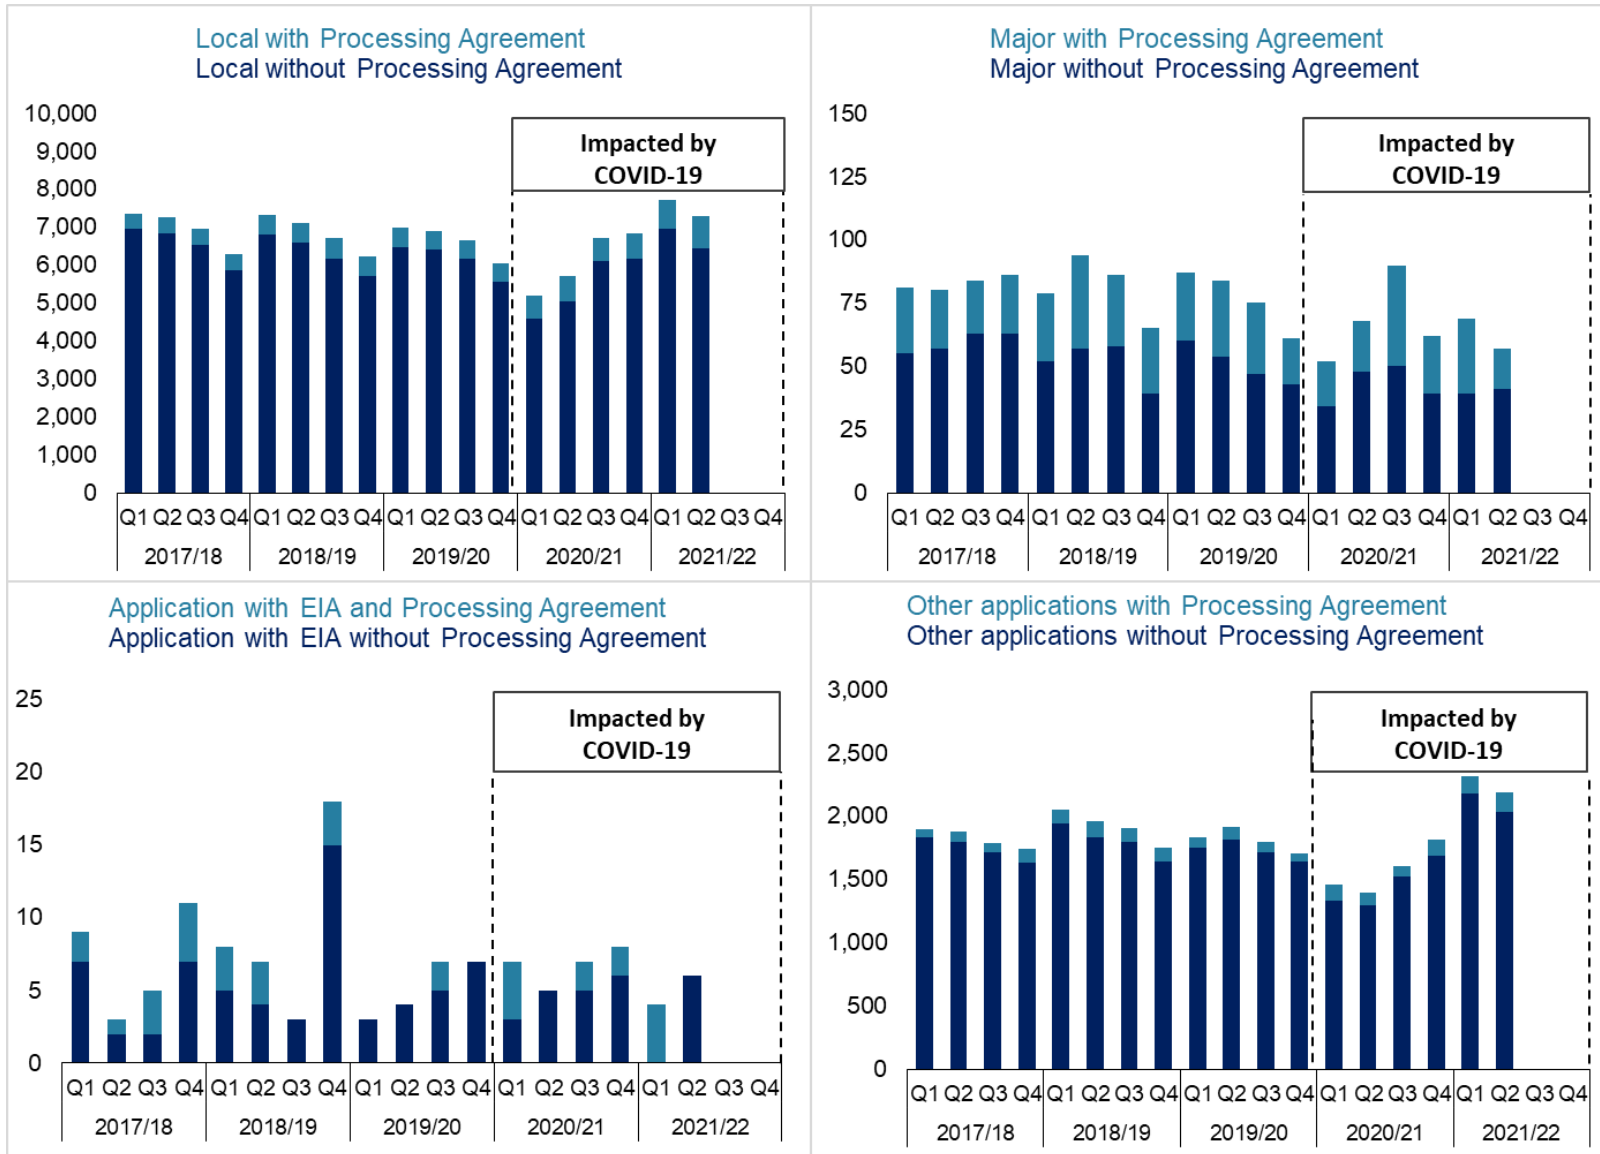 Local with Processing Agreement
Local without Processing Agreement
10,000
9,000
8,000
7,000
6,000
5,000
4,000
3,000
2,000
1,000
0
Impacted by
COVID-19
Q1 Q2 Q3 Q4 Q1 Q2 Q3 Q4 Q1 Q2 Q3 Q4 Q1 Q2 Q3 Q4 Q1 Q2 Q3 Q4
2017/18 2018/19 2019/20 2020/21 2021/22
Major with Processing Agreement
Major without Processing Agreement
150
125
100
75
50
25
0
Impacted by
COVID-19
Q1 Q2 Q3 Q4 Q1 Q2 Q3 Q4 Q1 Q2 Q3 Q4 Q1 Q2 Q3 Q4 Q1 Q2 Q3 Q4
2017/18 2018/19 2019/20 2020/21 2021/22
Application with EIA and Processing Agreement
Application with EIA without Processing Agreement
25
20
15
10
5
0
Impacted by
COVID-19
Q1 Q2 Q3 Q4 Q1 Q2 Q3 Q4 Q1 Q2 Q3 Q4 Q1 Q2 Q3 Q4 Q1 Q2 Q3 Q4
2017/18 2018/19 2019/20 2020/21 2021/22
Other applications with Processing Agreement
Other applications without Processing Agreement
3,000
2,500
2,000
1,500
1,000
500
0
Impacted by
COVID-19
Q1 Q2 Q3 Q4 Q1 Q2 Q3 Q4 Q1 Q2 Q3 Q4 Q1 Q2 Q3 Q4 Q1 Q2 Q3 Q4
2017/18 2018/19 2019/20 2020/21 2021/22